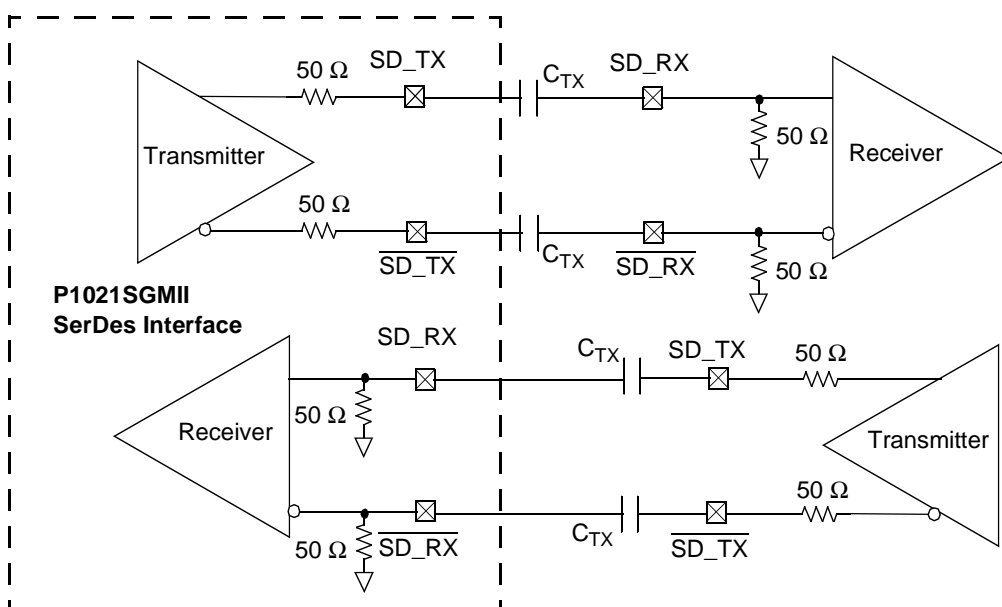 50 Ω
SD_TX
C_TX
SD_RX
50 Ω
Transmitter
Receiver
50 Ω
SD_TX
C_TX
SD_RX
50 Ω
P1021SGMII
SerDes Interface
SD_RX
C_TX
SD_TX
50 Ω
50 Ω
Receiver
Transmitter
50 Ω
50 Ω
SD_RX
C_TX
SD_TX